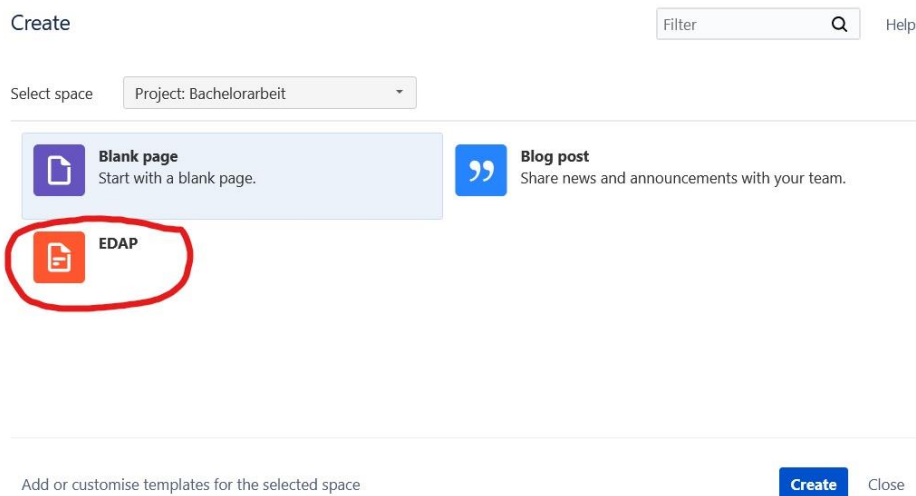 Create
Filter
Help
Select space
Project: Bachelorarbeit
Blank page
Start with a blank page.
Blog post
Share news and announcements with your team.
EDAP
Add or customise templates for the selected space
Create
Close